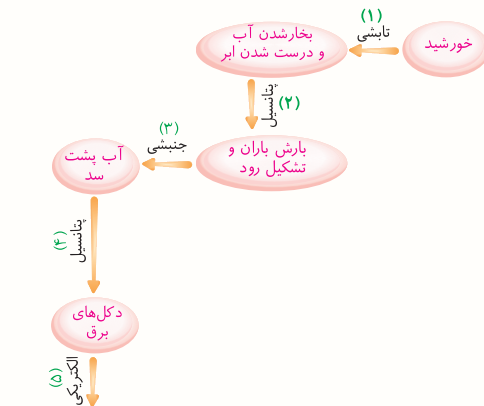 خورشید
(۱)
تابشی
بخارشدن آب
و درست شدن ابر
(۲)
پتانسیل
بارش باران و
تشکیل رود
(۳)
جنبشی
آب پشت
سد
(۴)
پتانسیل
دکل‌های
برق
(۵)
الکتریکی